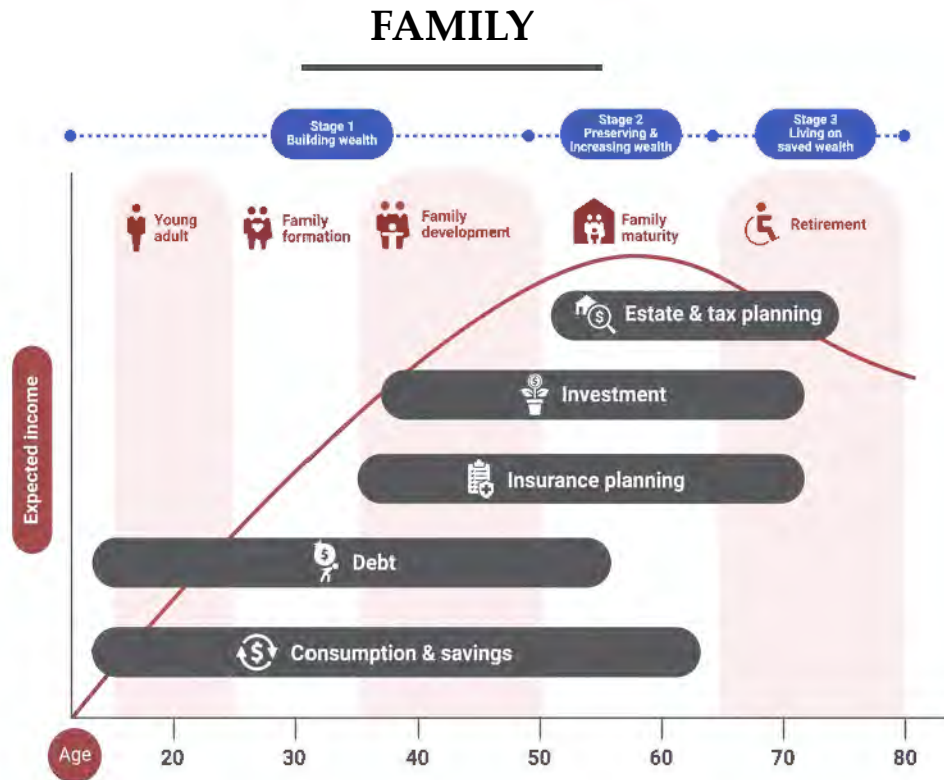 FAMILY
Stage 1
Building wealth
Stage 2
Preserving &
Increasing wealth
Stage 3
Living on
saved wealth
Young
adult
Family
formation
Family
development
Family
maturity
Retirement
Estate & tax planning
Investment
Insurance planning
Debt
Consumption & savings
Expected income
Age
20
30
40
50
60
70
80